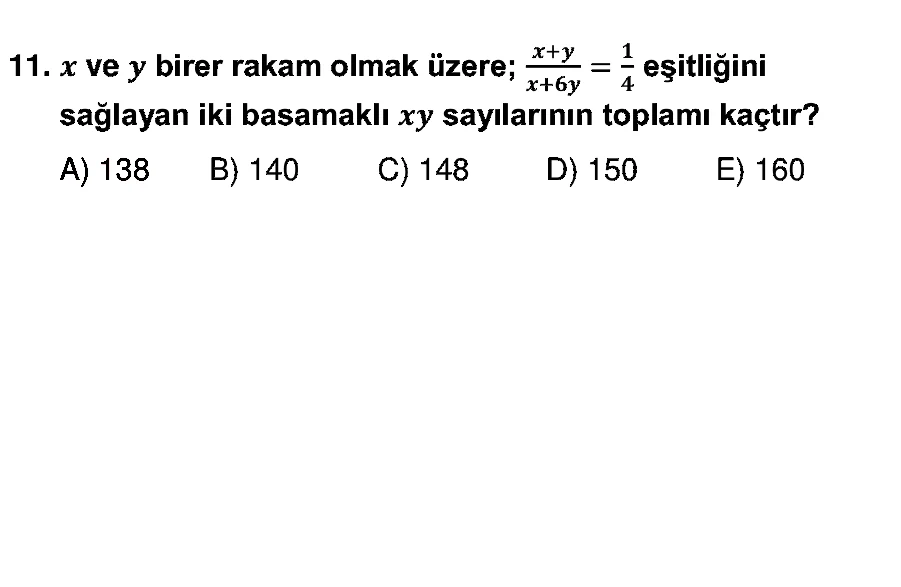 11. x ve y birer rakam olmak üzere; x+y/x+6y = 1/4 eşitliğini
sağlayan iki basamaklı xy sayılarının toplamı kaçtır?
A) 138 B) 140 C) 148 D) 150 E) 160